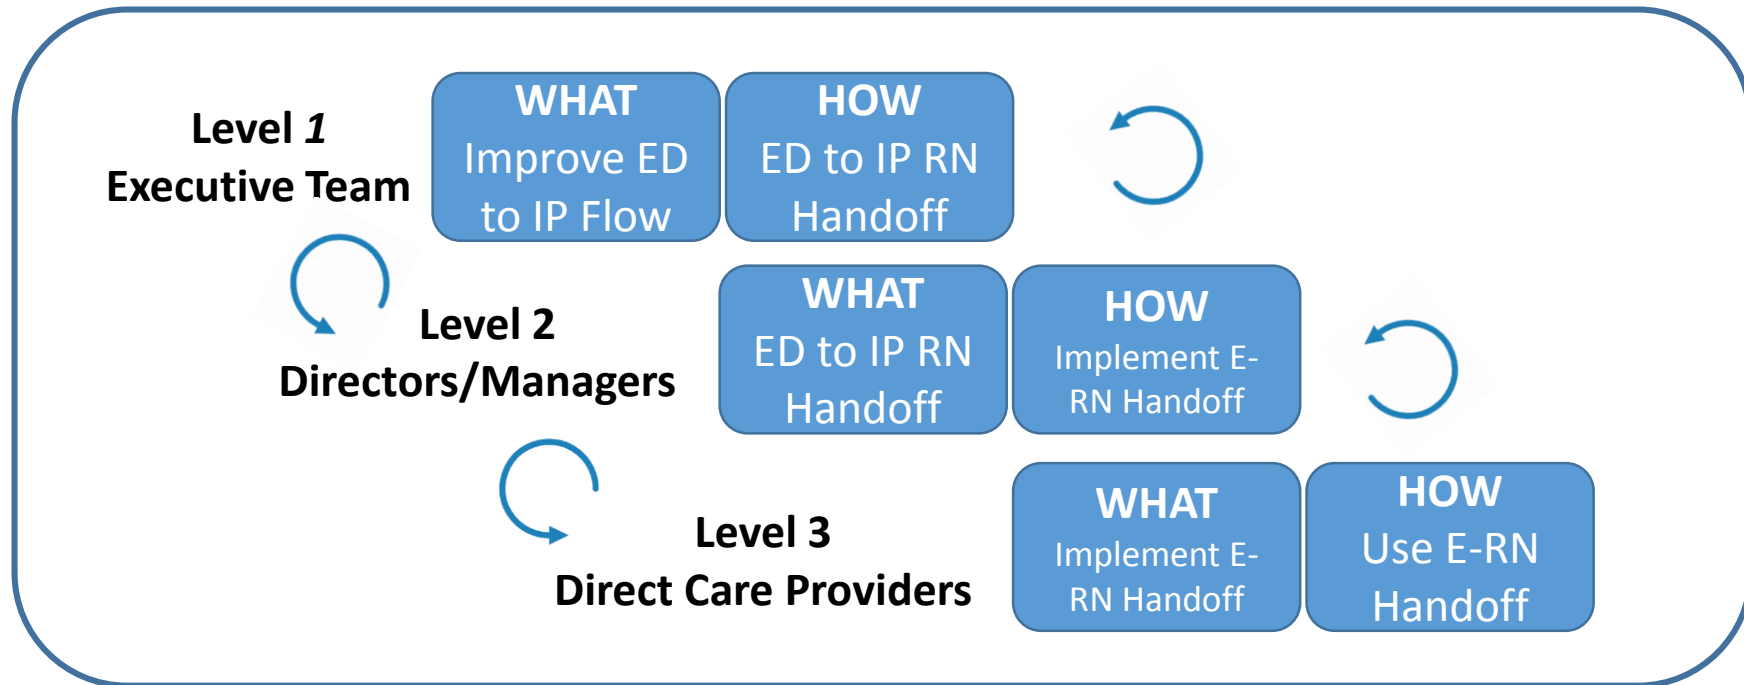 Level 1
Executive Team
WHAT
Improve ED
to IP Flow
HOW
ED to IP RN
Handoff
Level 2
Directors/Managers
WHAT
ED to IP RN
Handoff
HOW
Implement E-
RN Handoff
Level 3
Direct Care Providers
WHAT
Implement E-
RN Handoff
HOW
Use E-RN
Handoff